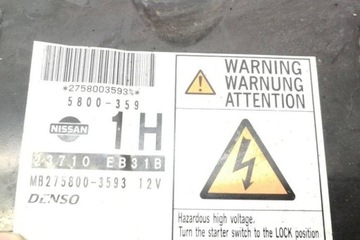 *2758003593*
5800-359
NISSAN
1H
23710 EB31B
MB275800-3593 12V
DENSO
WARNING
WARNUNG
ATTENTION
Hazardous high voltage.
Turn the starter switch to the LOCK position